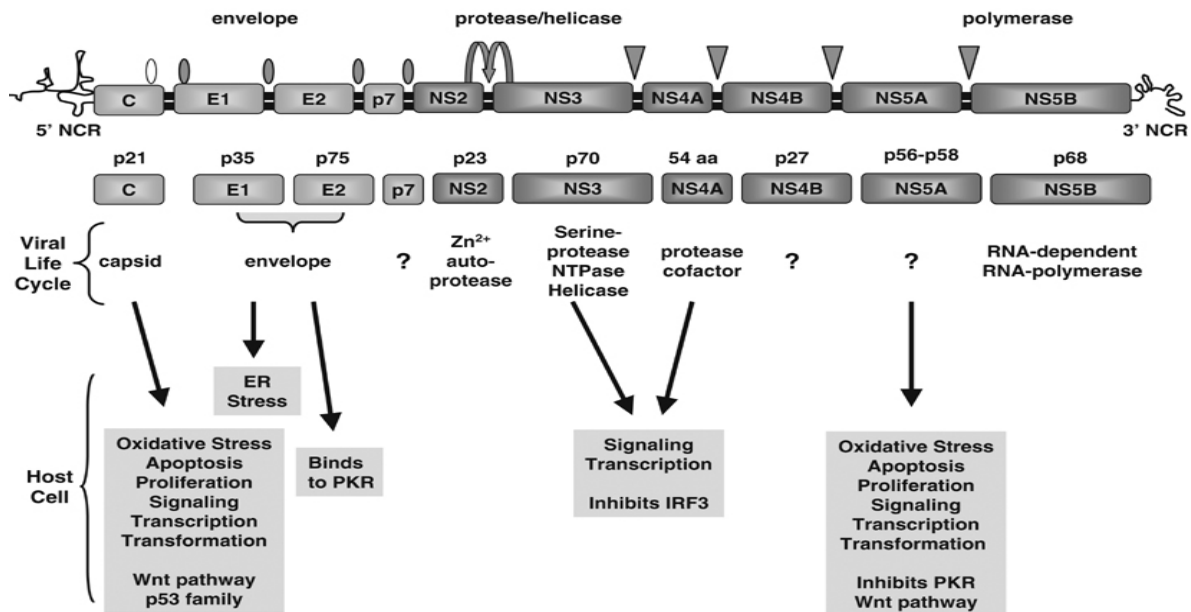 envelope protease/helicase polymerase
C E1 E2 p7 NS2 NS3 NS4A NS4B NS5A NS5B
5' NCR 3' NCR
p21 p35 p75 p23 p70 54 aa p27 p56-p58 p68
C E1 E2 p7 NS2 NS3 NS4A NS4B NS5A NS5B
Viral
Life
Cycle
capsid
envelope
?
Zn²⁺
auto-
protease
Serine-
protease
NTPase
Helicase
protease
cofactor
?
?
RNA-dependent
RNA-polymerase
Host
Cell
Oxidative Stress
Apoptosis
Proliferation
Signaling
Transcription
Transformation
Wnt pathway
p53 family
ER
Stress
Binds
to PKR
Signaling
Transcription
Inhibits IRF3
Oxidative Stress
Apoptosis
Proliferation
Signaling
Transcription
Transformation
Inhibits PKR
Wnt pathway